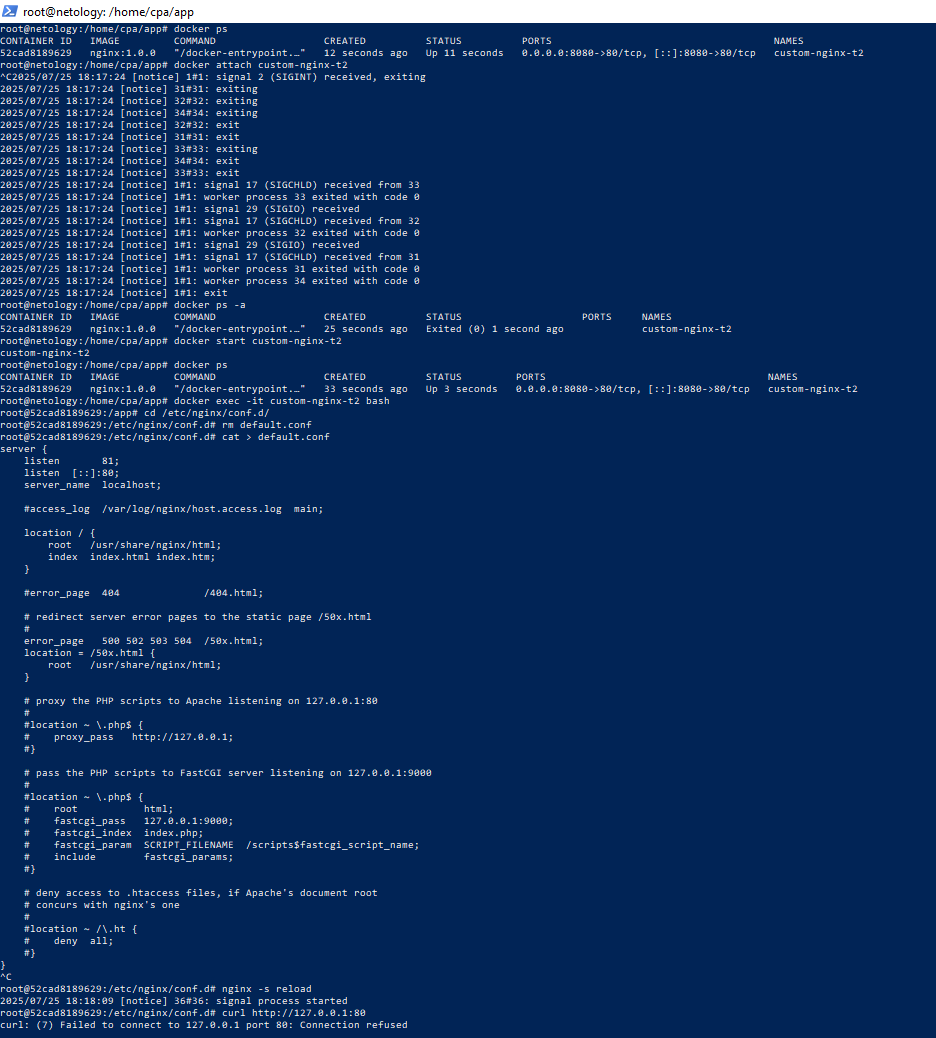 root@netology: /home/cpa/app
root@netology:/home/cpa/app# docker ps
CONTAINER ID   IMAGE         COMMAND                  CREATED          STATUS          PORTS                                     NAMES
52cad8189629   nginx:1.0.0   "/docker-entrypoint.…"   12 seconds ago   Up 11 seconds   0.0.0.0:8080->80/tcp, [::]:8080->80/tcp   custom-nginx-t2
root@netology:/home/cpa/app# docker attach custom-nginx-t2
^C2025/07/25 18:17:24 [notice] 1#1: signal 2 (SIGINT) received, exiting
2025/07/25 18:17:24 [notice] 31#31: exiting
2025/07/25 18:17:24 [notice] 32#32: exiting
2025/07/25 18:17:24 [notice] 34#34: exiting
2025/07/25 18:17:24 [notice] 32#32: exit
2025/07/25 18:17:24 [notice] 31#31: exit
2025/07/25 18:17:24 [notice] 33#33: exiting
2025/07/25 18:17:24 [notice] 34#34: exit
2025/07/25 18:17:24 [notice] 33#33: exit
2025/07/25 18:17:24 [notice] 1#1: signal 17 (SIGCHLD) received from 33
2025/07/25 18:17:24 [notice] 1#1: worker process 33 exited with code 0
2025/07/25 18:17:24 [notice] 1#1: signal 29 (SIGIO) received
2025/07/25 18:17:24 [notice] 1#1: signal 17 (SIGCHLD) received from 32
2025/07/25 18:17:24 [notice] 1#1: worker process 32 exited with code 0
2025/07/25 18:17:24 [notice] 1#1: signal 29 (SIGIO) received
2025/07/25 18:17:24 [notice] 1#1: signal 17 (SIGCHLD) received from 31
2025/07/25 18:17:24 [notice] 1#1: worker process 31 exited with code 0
2025/07/25 18:17:24 [notice] 1#1: worker process 34 exited with code 0
2025/07/25 18:17:24 [notice] 1#1: exit
root@netology:/home/cpa/app# docker ps -a
CONTAINER ID   IMAGE         COMMAND                  CREATED          STATUS                    PORTS     NAMES
52cad8189629   nginx:1.0.0   "/docker-entrypoint.…"   25 seconds ago   Exited (0) 1 second ago             custom-nginx-t2
root@netology:/home/cpa/app# docker start custom-nginx-t2
custom-nginx-t2
root@netology:/home/cpa/app# docker ps
CONTAINER ID   IMAGE         COMMAND                  CREATED          STATUS         PORTS                                     NAMES
52cad8189629   nginx:1.0.0   "/docker-entrypoint.…"   33 seconds ago   Up 3 seconds   0.0.0.0:8080->80/tcp, [::]:8080->80/tcp   custom-nginx-t2
root@netology:/home/cpa/app# docker exec -it custom-nginx-t2 bash
root@52cad8189629:/app# cd /etc/nginx/conf.d/
root@52cad8189629:/etc/nginx/conf.d# rm default.conf
root@52cad8189629:/etc/nginx/conf.d# cat > default.conf
server {
    listen       81;
    listen  [::]:80;
    server_name  localhost;
    #access_log  /var/log/nginx/host.access.log  main;
    location / {
        root   /usr/share/nginx/html;
        index  index.html index.htm;
    }
    #error_page  404              /404.html;
    # redirect server error pages to the static page /50x.html
    #
    error_page   500 502 503 504  /50x.html;
    location = /50x.html {
        root   /usr/share/nginx/html;
    }
    # proxy the PHP scripts to Apache listening on 127.0.0.1:80
    #
    #location ~ \.php$ {
    #    proxy_pass   http://127.0.0.1;
    #}
    # pass the PHP scripts to FastCGI server listening on 127.0.0.1:9000
    #
    #location ~ \.php$ {
    #    root           html;
    #    fastcgi_pass   127.0.0.1:9000;
    #    fastcgi_index  index.php;
    #    fastcgi_param  SCRIPT_FILENAME  /scripts$fastcgi_script_name;
    #    include        fastcgi_params;
    #}
    # deny access to .htaccess files, if Apache's document root
    # concurs with nginx's one
    #
    #location ~ /\.ht {
    #    deny  all;
    #}
}
^C
root@52cad8189629:/etc/nginx/conf.d# nginx -s reload
2025/07/25 18:18:09 [notice] 36#36: signal process started
root@52cad8189629:/etc/nginx/conf.d# curl http://127.0.0.1:80
curl: (7) Failed to connect to 127.0.0.1 port 80: Connection refused